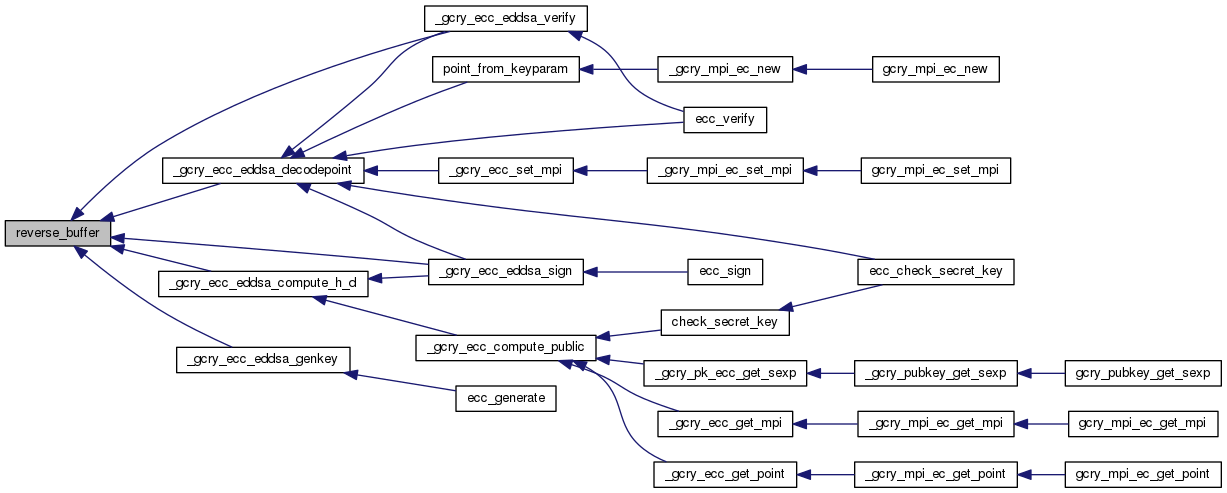 _gcry_ecc_eddsa_verify
point_from_keyparam
_gcry_mpi_ec_new
gcry_mpi_ec_new
ecc_verify
_gcry_ecc_eddsa_decodepoint
_gcry_ecc_set_mpi
_gcry_mpi_ec_set_mpi
gcry_mpi_ec_set_mpi
reverse_buffer
_gcry_ecc_eddsa_sign
ecc_sign
ecc_check_secret_key
_gcry_ecc_eddsa_compute_h_d
check_secret_key
_gcry_ecc_compute_public
_gcry_ecc_eddsa_genkey
_gcry_pk_ecc_get_sexp
_gcry_pubkey_get_sexp
gcry_pubkey_get_sexp
ecc_generate
_gcry_ecc_get_mpi
_gcry_mpi_ec_get_mpi
gcry_mpi_ec_get_mpi
_gcry_ecc_get_point
_gcry_mpi_ec_get_point
gcry_mpi_ec_get_point